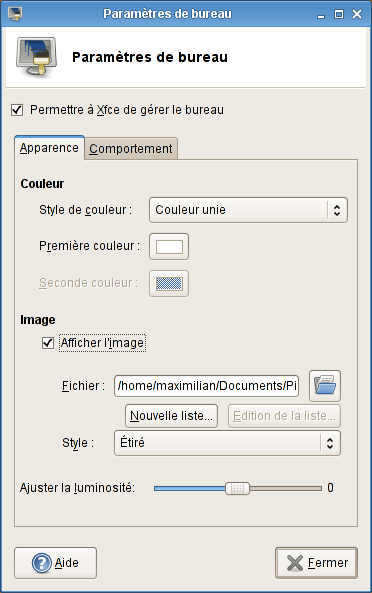 Paramètres de bureau
Paramètres de bureau
Permettre à Xfce de gérer le bureau
Apparence Comportement
Couleur
Style de couleur : Couleur unie
Première couleur :
Seconde couleur :
Image
Afficher l'image
Fichier : /home/maximilian/Documents/Pi
Nouvelle liste... Édition de la liste...
Style : Étiré
Ajuster la luminosité: 0
Aide Fermer